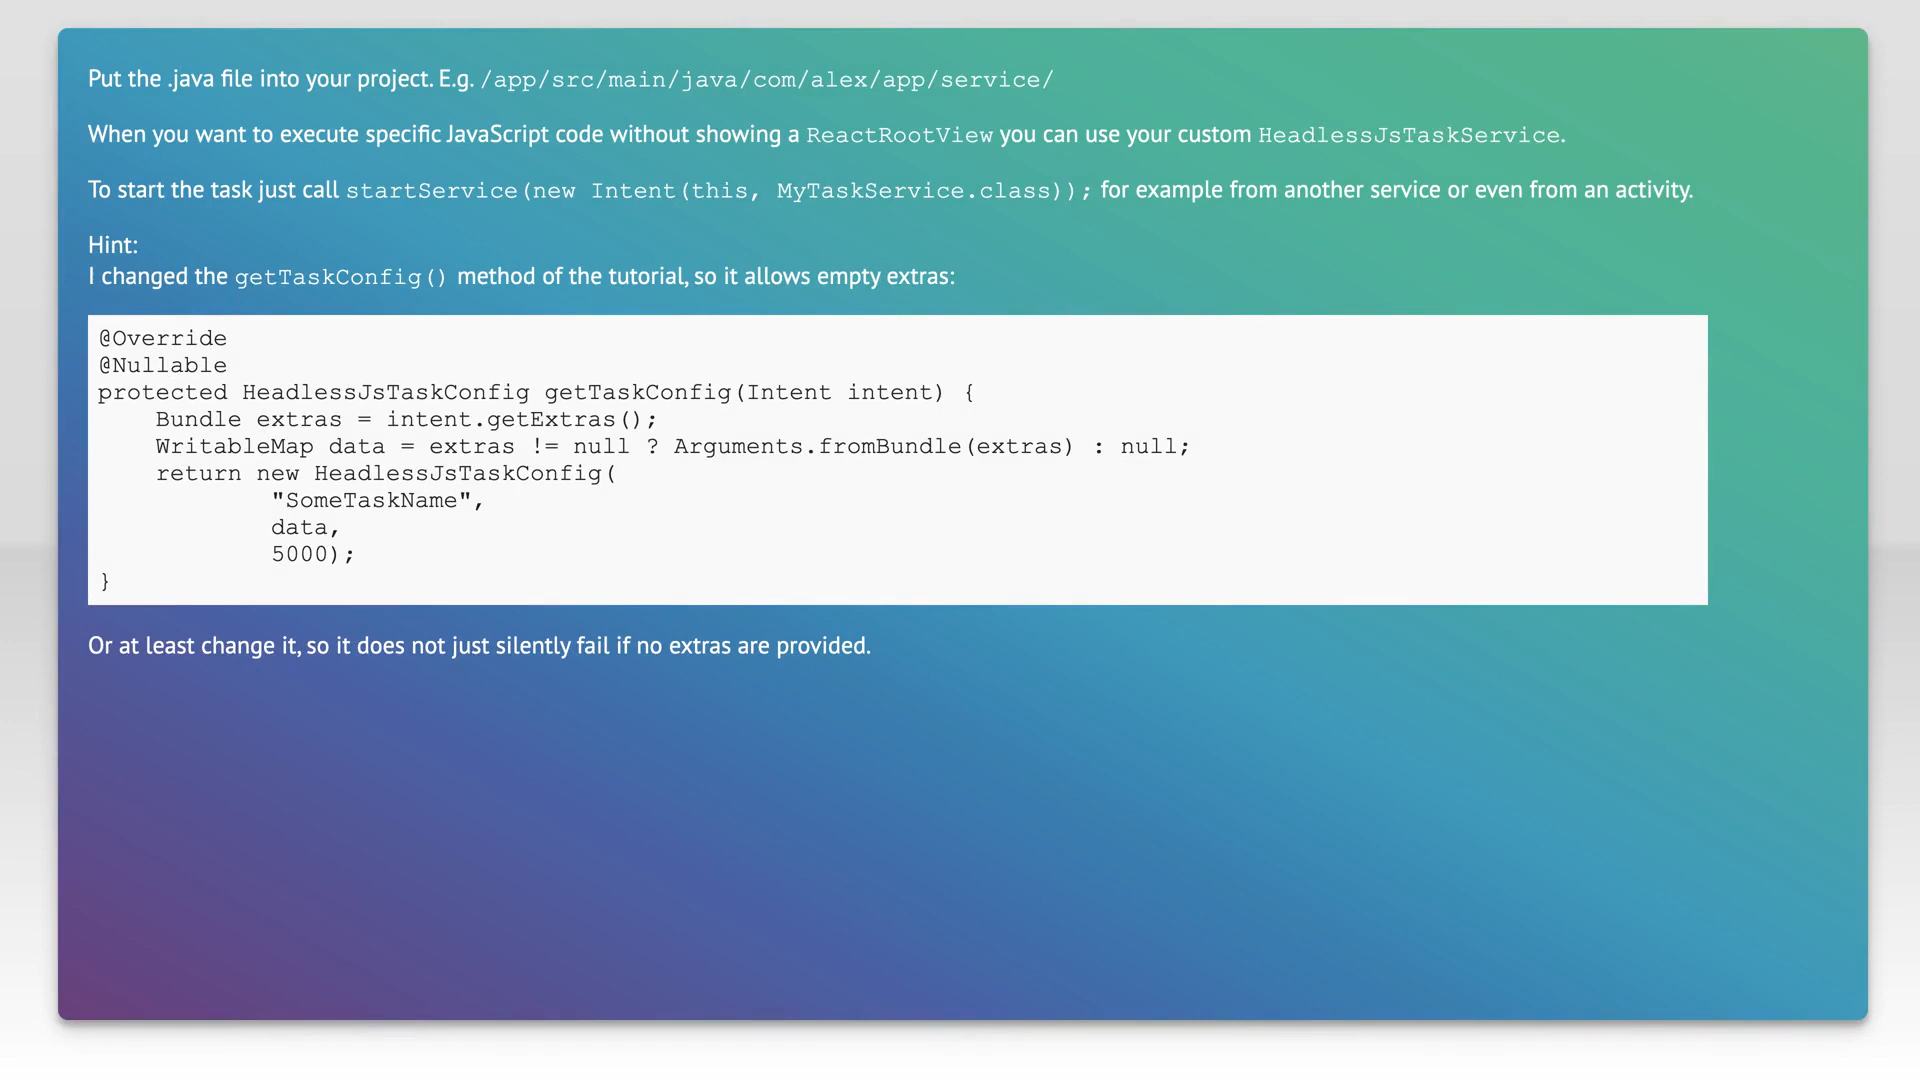 Put the .java file into your project. E.g. /app/src/main/java/com/alex/app/service/
When you want to execute specific JavaScript code without showing a ReactRootView you can use your custom HeadlessJsTaskService.
To start the task just call startService(new Intent(this, MyTaskService.class)); for example from another service or even from an activity.
Hint:
I changed the getTaskConfig() method of the tutorial, so it allows empty extras:
@Override
@Nullable
protected HeadlessJsTaskConfig getTaskConfig(Intent intent) {
    Bundle extras = intent.getExtras();
    WritableMap data = extras != null ? Arguments.fromBundle(extras) : null;
    return new HeadlessJsTaskConfig(
            "SomeTaskName",
            data,
            5000);
}
Or at least change it, so it does not just silently fail if no extras are provided.